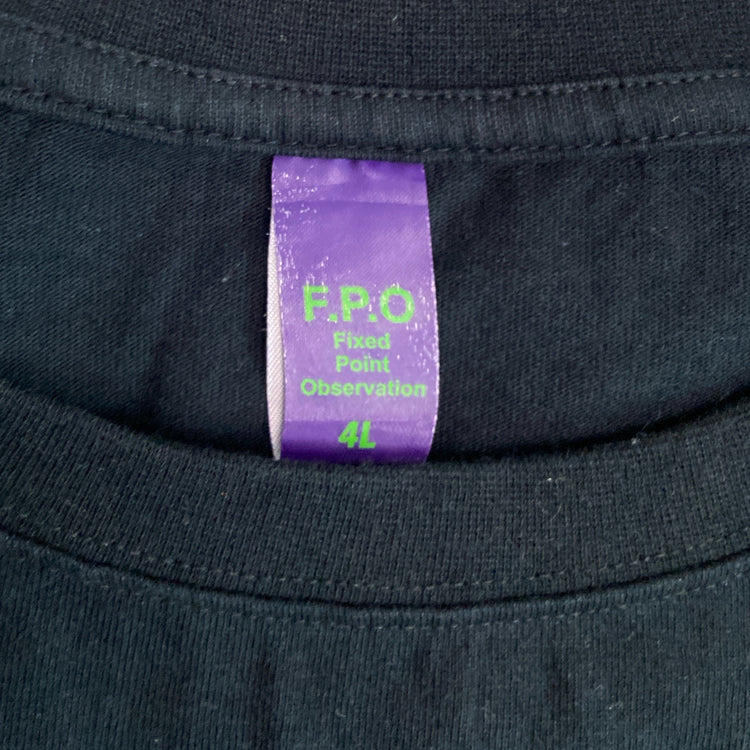 F.P.O
Fixed
Point
Observation
4L